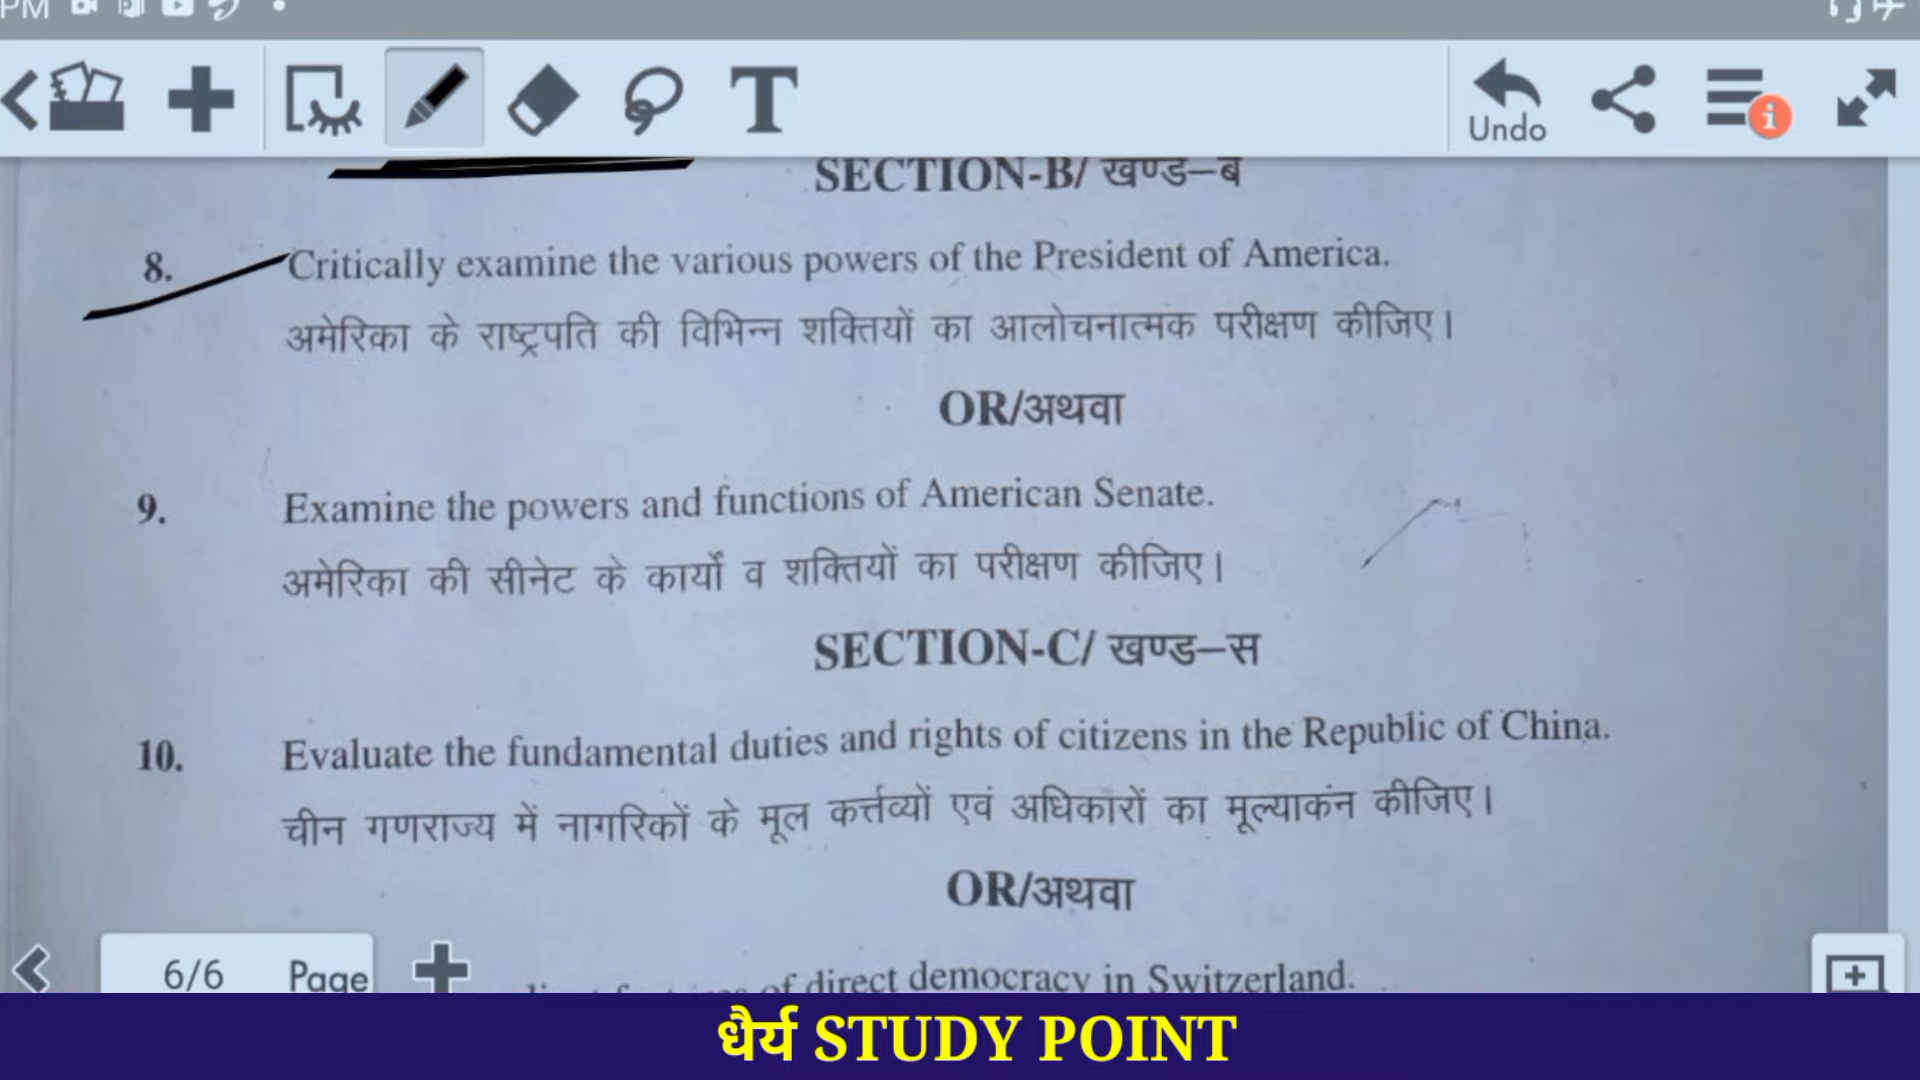 PM
Undo
SECTION-B/ खण्ड–ब
8. Critically examine the various powers of the President of America.
अमेरिका के राष्ट्रपति की विभिन्न शक्तियों का आलोचनात्मक परीक्षण कीजिए।
OR/अथवा
9. Examine the powers and functions of American Senate.
अमेरिका की सीनेट के कार्यों व शक्तियों का परीक्षण कीजिए।
SECTION-C/ खण्ड–स
10. Evaluate the fundamental duties and rights of citizens in the Republic of China.
चीन गणराज्य में नागरिकों के मूल कर्त्तव्यों एवं अधिकारों का मूल्याकंन कीजिए।
OR/अथवा
of direct democracy in Switzerland.
6/6 Page
धैर्य STUDY POINT